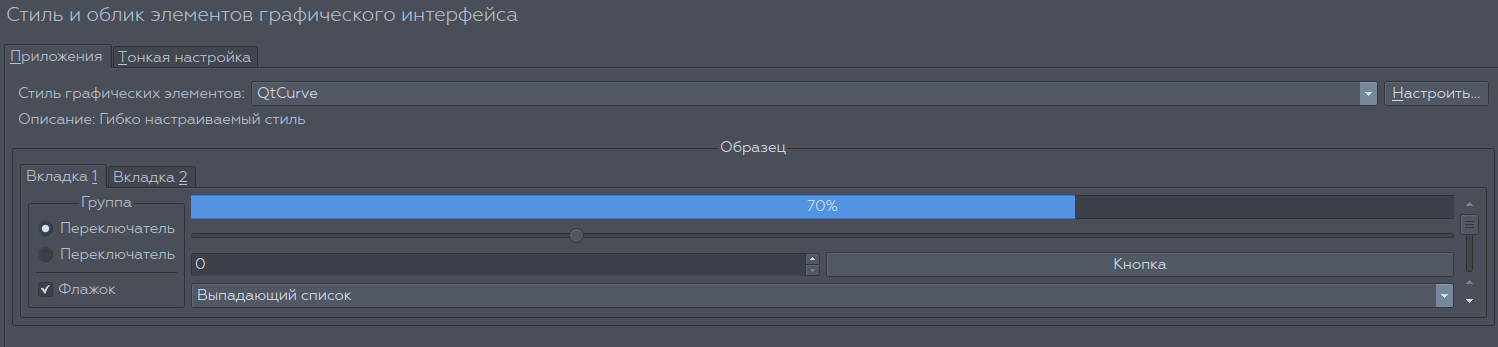 Стиль и облик элементов графического интерфейса
Приложения Тонкая настройка
Стиль графических элементов: QtCurve Настроить...
Описание: Гибко настраиваемый стиль
Образец
Вкладка 1 Вкладка 2
Группа
70%
Переключатель
Переключатель
0 Кнопка
Флажок
Выпадающий список